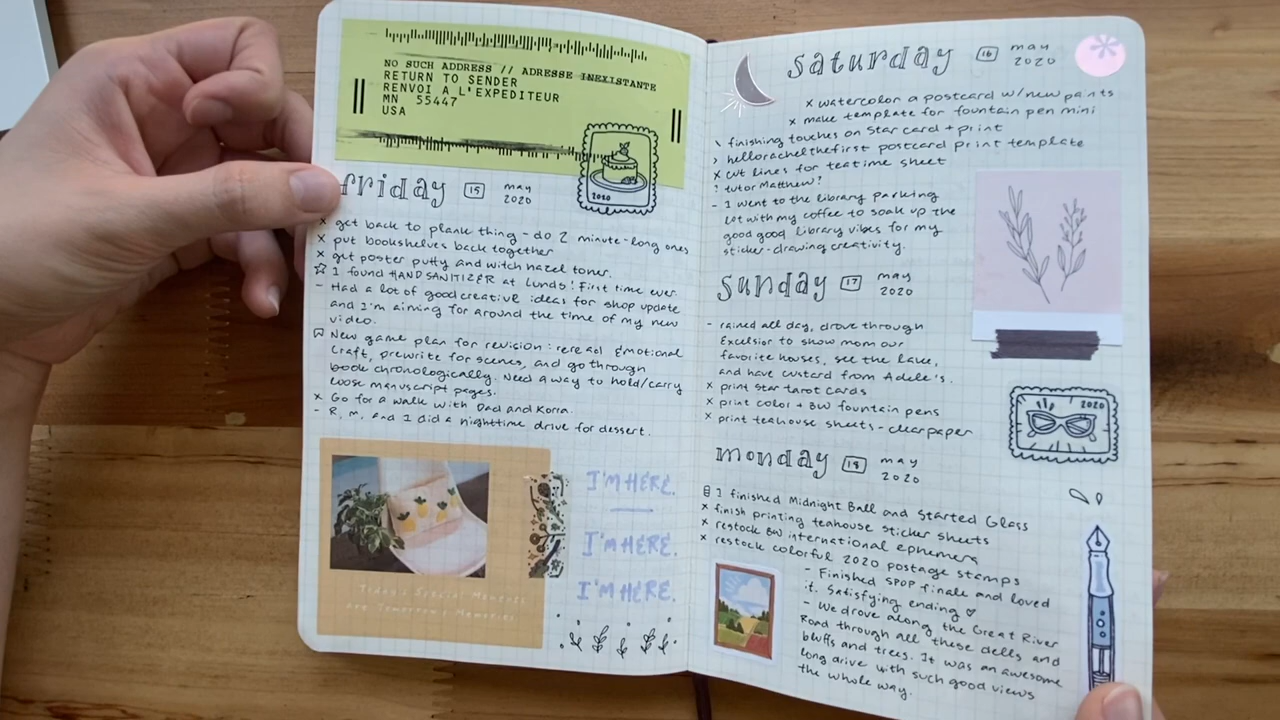 NO SUCH ADDRESS // ADRESSE INEXISTANTE
RETURN TO SENDER
RENVOI A L'EXPEDITEUR
MN 55447
USA
2020
friday 15 may 2020
x get back to plank thing - do 2 minute-long ones
x put bookshelves back together
x get poster putty and witch hazel toner.
☆ I found HAND SANITIZER at Lunds! First time ever
- Had a lot of good creative ideas for shop update
and I'm aiming for around the time of my new
video.
New game plan for revision: reread Emotional
Craft, prewrite for scenes, and go through
book chronologically. Need a way to hold/carry
loose manuscript pages.
x Go for a walk with Dad and Korra.
- R, M, and I did a nighttime drive for dessert.
Today's Special Moments
Are Tomorrow's Memories
I'M HERE.
I'M HERE.
I'M HERE.
saturday 16 may 2020
x watercolor a postcard w/new paints
x make template for fountain pen mini
\ finishing touches on star card + print
> hellorachelthefirst postcard print template
x cut lines for teatime sheet
? tutor Matthew?
- I went to the library parking
lot with my coffee to soak up the
good good library vibes for my
sticker-drawing creativity.
sunday 17 may 2020
- rained all day, drove through
Excelsior to show mom our
favorite houses, see the lake,
and have custard from Adele's.
x print star tarot cards
x print color + BW fountain pens
x print teahouse sheets - clear paper
2020
monday 18 may 2020
I finished Midnight Ball and started Glass
x finish printing teahouse sticker sheets
x restock BW international ephemera
x restock colorful 2020 postage stamps
- Finished SPOP finale and loved
it. Satisfying ending ♡
- We drove along the Great River
Road through all these dells and
bluffs and trees. It was an awesome
long drive with such good views
the whole way.